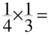 1/4 × 1/3 =